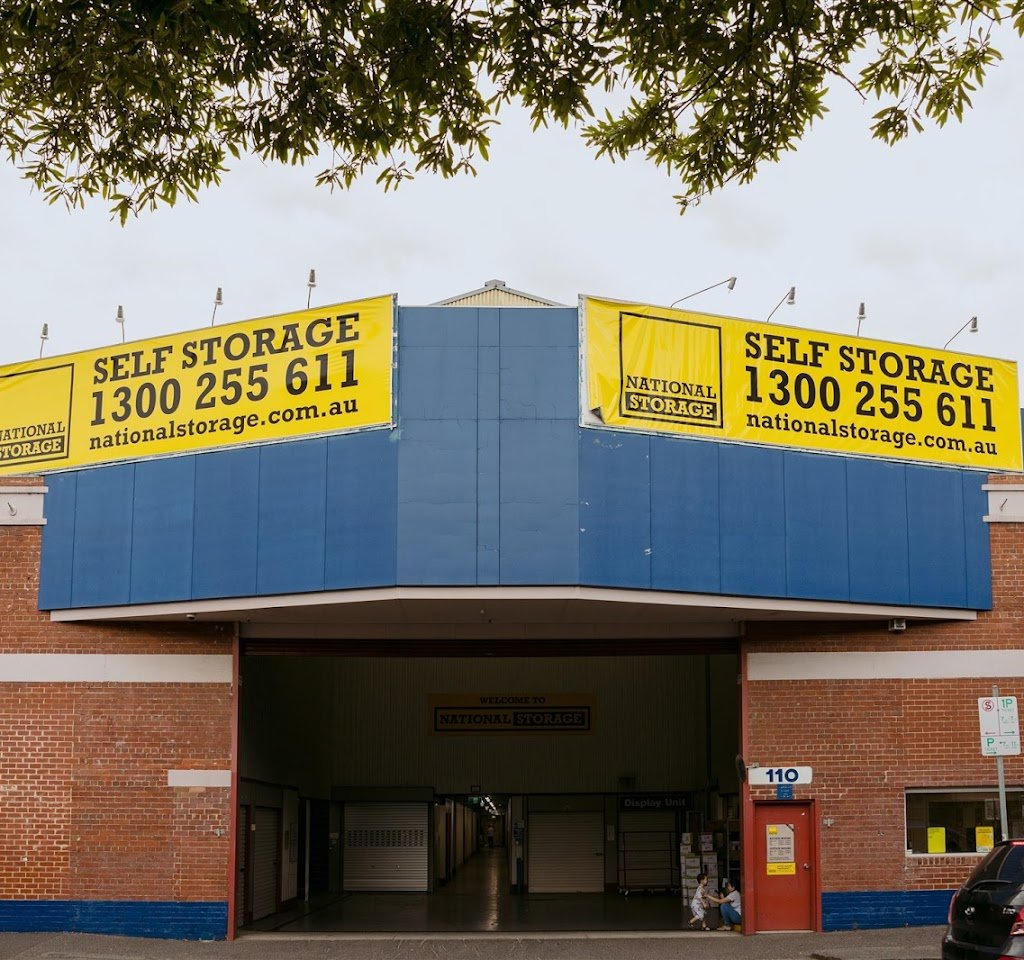 SELF STORAGE
1300 255 611
nationalstorage.com.au
NATIONAL
STORAGE
NATIONAL
STORAGE
SELF STORAGE
1300 255 611
nationalstorage.com.au
WELCOME TO
NATIONAL STORAGE
Display Unit
110
S 1P
P